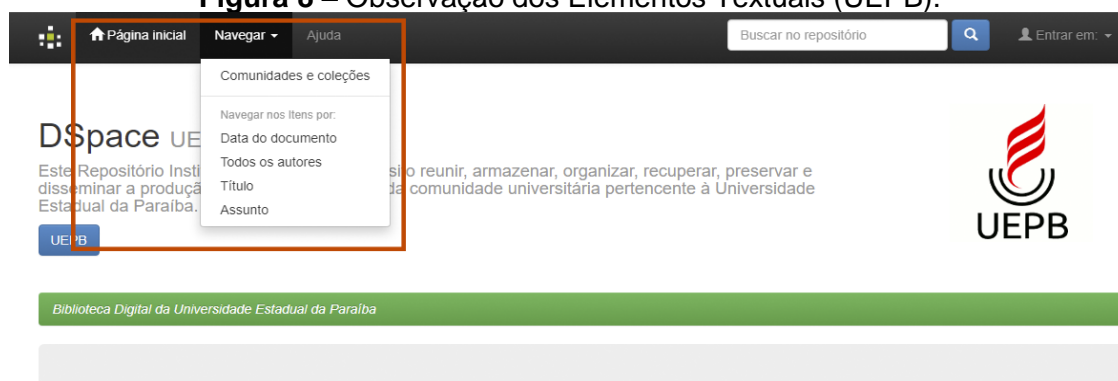 Figura 8 – Observação dos Elementos Textuais (UEPB).
Página inicial Navegar Ajuda Buscar no repositório Entrar em:
Comunidades e coleções
Navegar nos Itens por:
Data do documento
Todos os autores
Título
Assunto
DSpace UE
Este Repositório Insti si o reunir, armazenar, organizar, recuperar, preservar e
disseminar a produçã da comunidade universitária pertencente à Universidade
Estadual da Paraíba.
UEPB
UEPB
Biblioteca Digital da Universidade Estadual da Paraíba